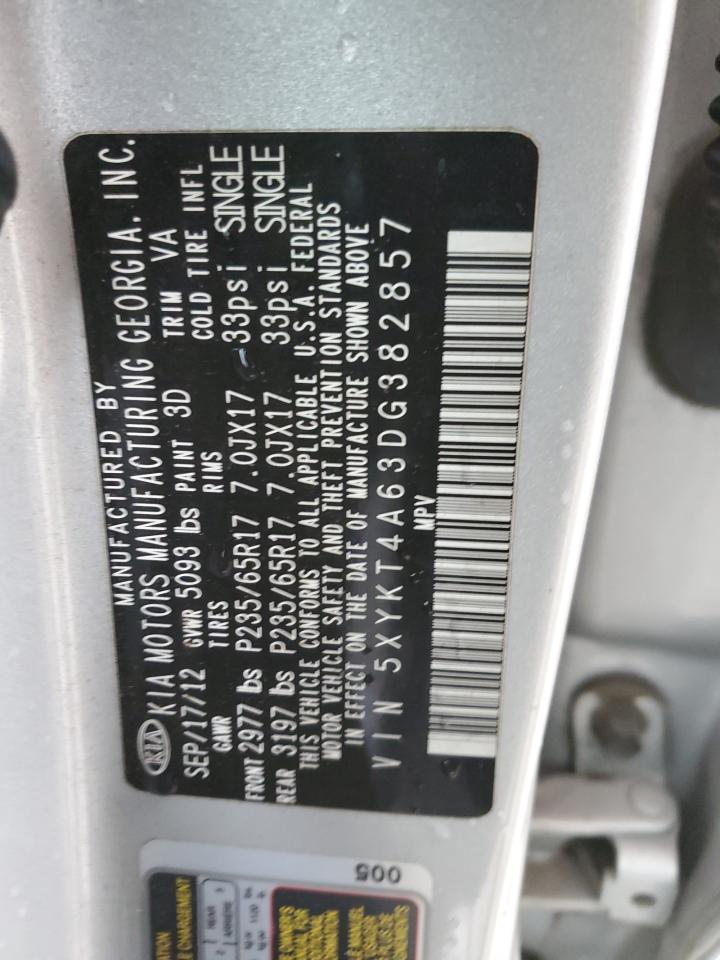 KIA
MANUFACTURED BY
KIA MOTORS MANUFACTURING GEORGIA, INC.
SEP/17/12 GVWR 5093 lbs PAINT 3D TRIM VA
GAWR TIRES RIMS COLD TIRE INFL
FRONT 2977 lbs P235/65R17 7.0JX17 33psi SINGLE
REAR 3197 lbs P235/65R17 7.0JX17 33psi SINGLE
THIS VEHICLE CONFORMS TO ALL APPLICABLE U.S.A. FEDERAL
MOTOR VEHICLE SAFETY AND THEFT PREVENTION STANDARDS
IN EFFECT ON THE DATE OF MANUFACTURE SHOWN ABOVE
VIN 5XYKT4A63DG382857
MPV
005
CHARGEMENT